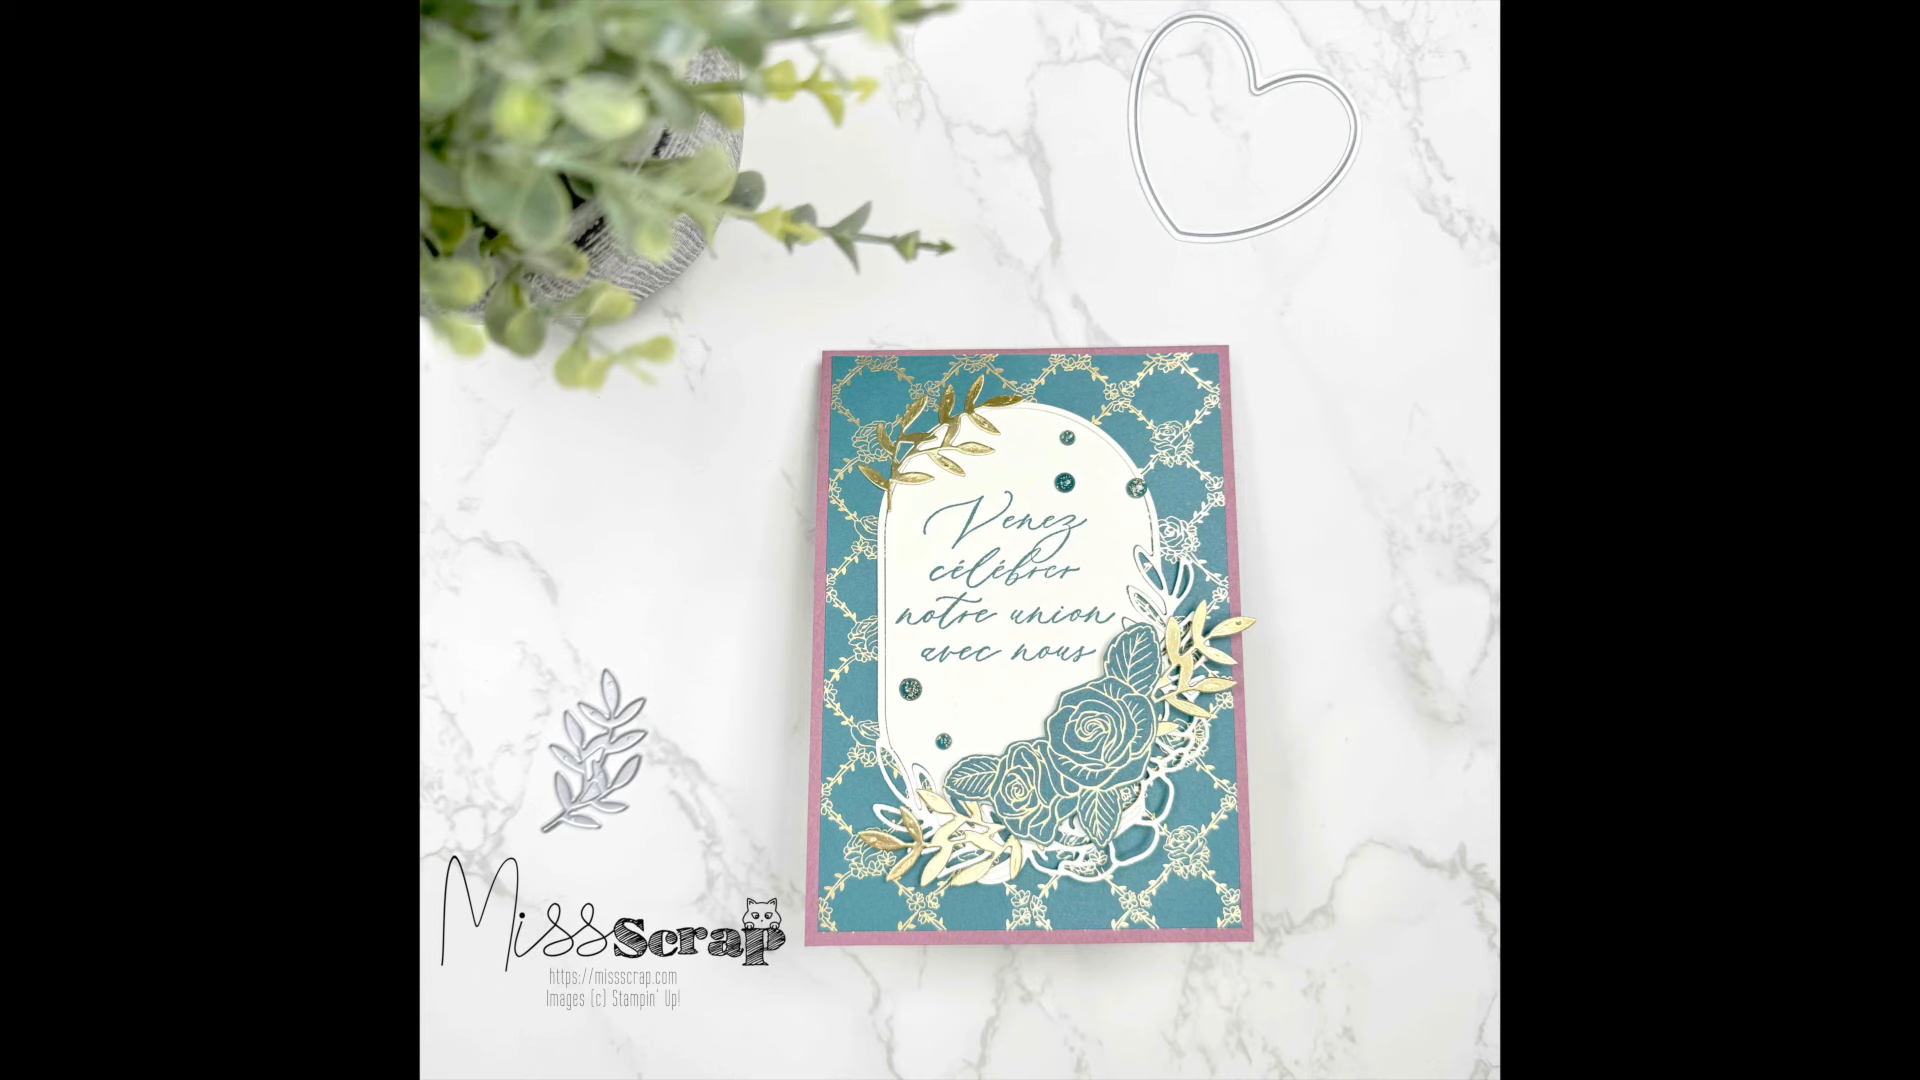 Venez
célébrer
notre union
avec nous
MissScrap
https://missscrap.com
Images (c) Stampin' Up!